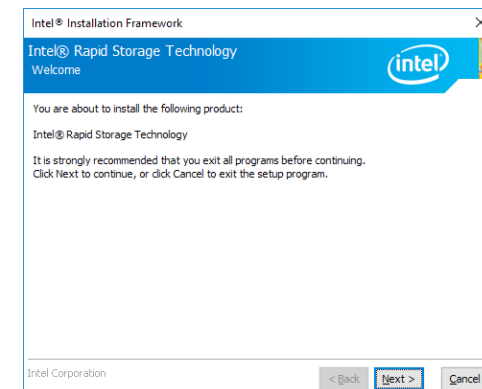 Intel® Installation Framework
Intel® Rapid Storage Technology
Welcome
intel
You are about to install the following product:
Intel® Rapid Storage Technology
It is strongly recommended that you exit all programs before continuing.
Click Next to continue, or click Cancel to exit the setup program.
Intel Corporation
< Back Next > Cancel